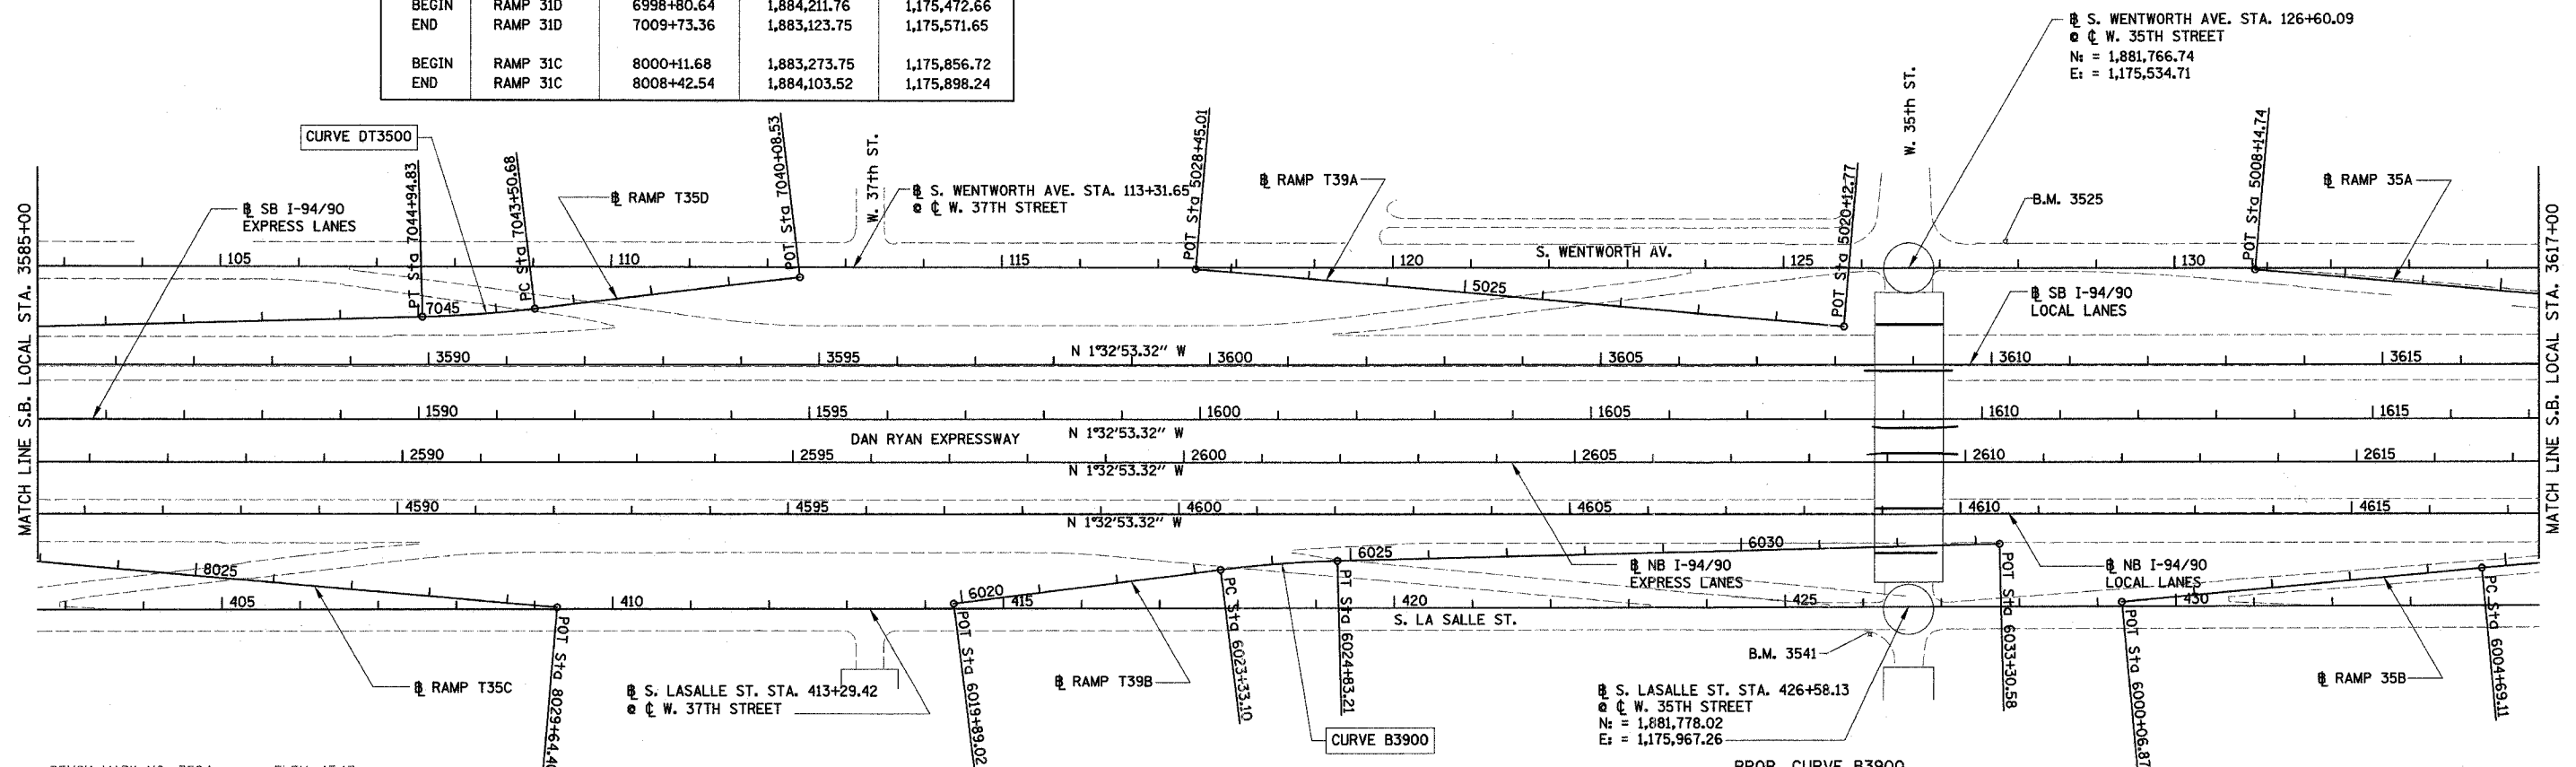 BEGIN RAMP 31D 6998+80.64 1,884,211.76 1,175,472.66
END RAMP 31D 7009+73.36 1,883,123.75 1,175,571.65
BEGIN RAMP 31C 8000+11.68 1,883,273.75 1,175,856.72
END RAMP 31C 8008+42.54 1,884,103.52 1,175,898.24
℄ S. WENTWORTH AVE. STA. 126+60.09
@ ℄ W. 35TH STREET
N: = 1,881,766.74
E: = 1,175,534.71
CURVE DT3500
PT Sta 7044+94.83
PC Sta 7043+50.68
POT Sta 7040+08.53
W. 37th ST.
POT Sta 5028+45.01
POT Sta 5020+12.77
W. 35th ST.
POT Sta 5008+14.74
MATCH LINE S.B. LOCAL STA. 3585+00
MATCH LINE S.B. LOCAL STA. 3617+00
RAMP T35D
S. WENTWORTH AVE. STA. 113+31.65
@ ℄ W. 37TH STREET
RAMP T39A
RAMP 35A
B.M. 3525
SB I-94/90
EXPRESS LANES
S. WENTWORTH AV.
105 110 115 120 125 130
7045
5025
SB I-94/90
LOCAL LANES
N 1°32'53.32" W
3590 3595 3600 3605 3610 3615
1590 1595 1600 1605 1610 1615
DAN RYAN EXPRESSWAY
N 1°32'53.32" W
2590 2595 2600 2605 2610 2615
N 1°32'53.32" W
4590 4595 4600 4605 4610 4615
N 1°32'53.32" W
8025
6020
6025
6030
NB I-94/90
EXPRESS LANES
NB I-94/90
LOCAL LANES
405 410 415 420 425 430
S. LA SALLE ST.
POT Sta 8029+64.40
POT Sta 6019+89.02
PC Sta 6023+33.10
PT Sta 6024+83.21
POT Sta 6033+30.58
POT Sta 6000+06.87
PC Sta 6004+69.11
RAMP T35C
S. LASALLE ST. STA. 413+29.42
@ ℄ W. 37TH STREET
RAMP T39B
CURVE B3900
B.M. 3541
S. LASALLE ST. STA. 426+58.13
@ ℄ W. 35TH STREET
N: = 1,881,778.02
E: = 1,175,967.26
RAMP 35B
PROP. CURVE B3900